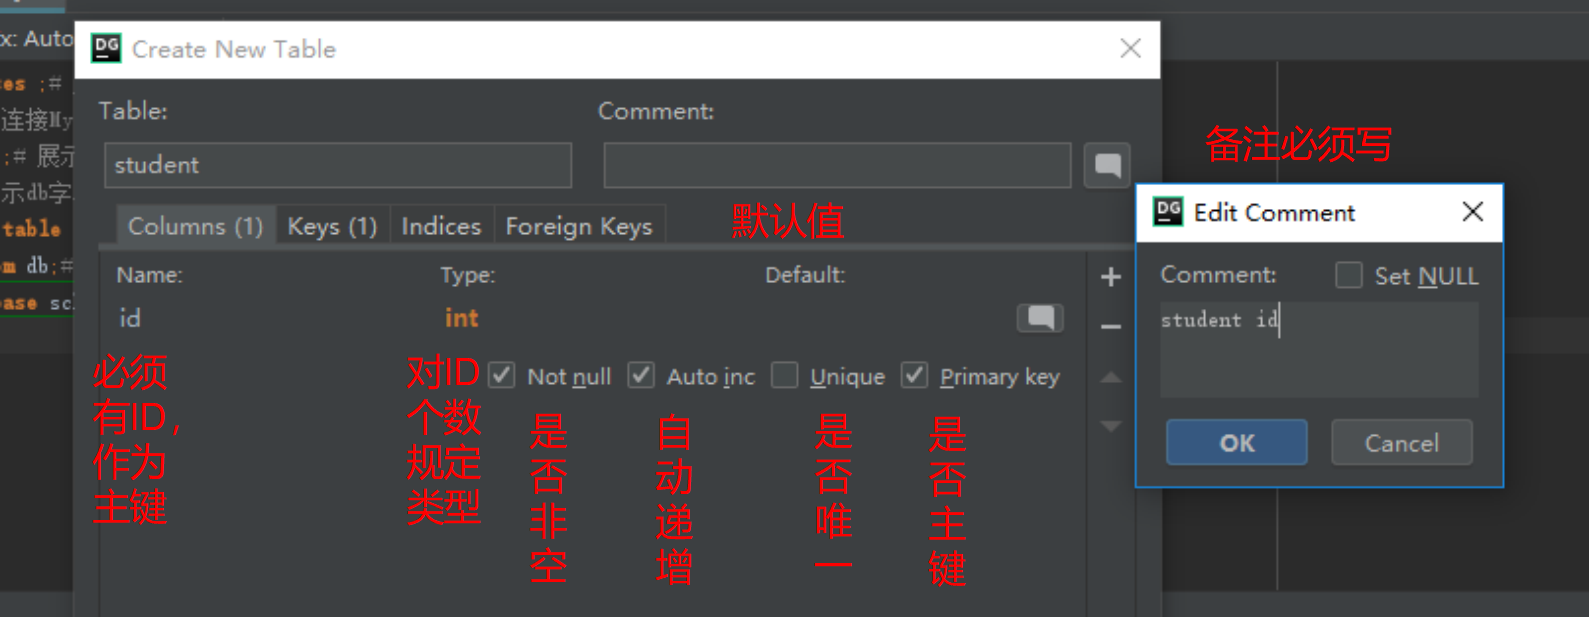 x: Auto
es ;#
连接My
;# 展示
示db字
table
om db;#
base scl
DG Create New Table
Table:
Comment:
student
Columns (1)
Keys (1)
Indices
Foreign Keys
默认值
Name:
Type:
Default:
id
int
Not null
Auto inc
Unique
Primary key
必须
有ID，
作为
主键
对ID
个数
规定
类型
是否非空
自动递增
是否唯一
是否主键
备注必须写
DG Edit Comment
Comment:
Set NULL
student id
OK
Cancel